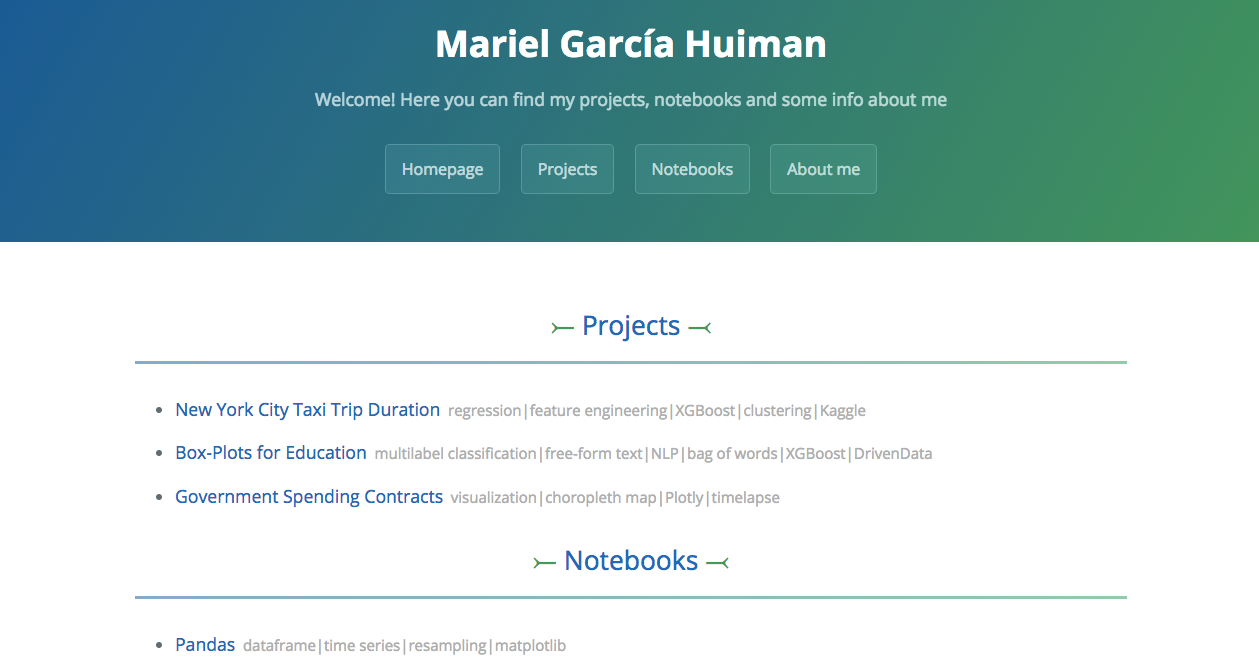 Mariel García Huiman
Welcome! Here you can find my projects, notebooks and some info about me
Homepage Projects Notebooks About me
Projects
New York City Taxi Trip Duration regression|feature engineering|XGBoost|clustering|Kaggle
Box-Plots for Education multilabel classification|free-form text|NLP|bag of words|XGBoost|DrivenData
Government Spending Contracts visualization|choropleth map|Plotly|timelapse
Notebooks
Pandas dataframe|time series|resampling|matplotlib